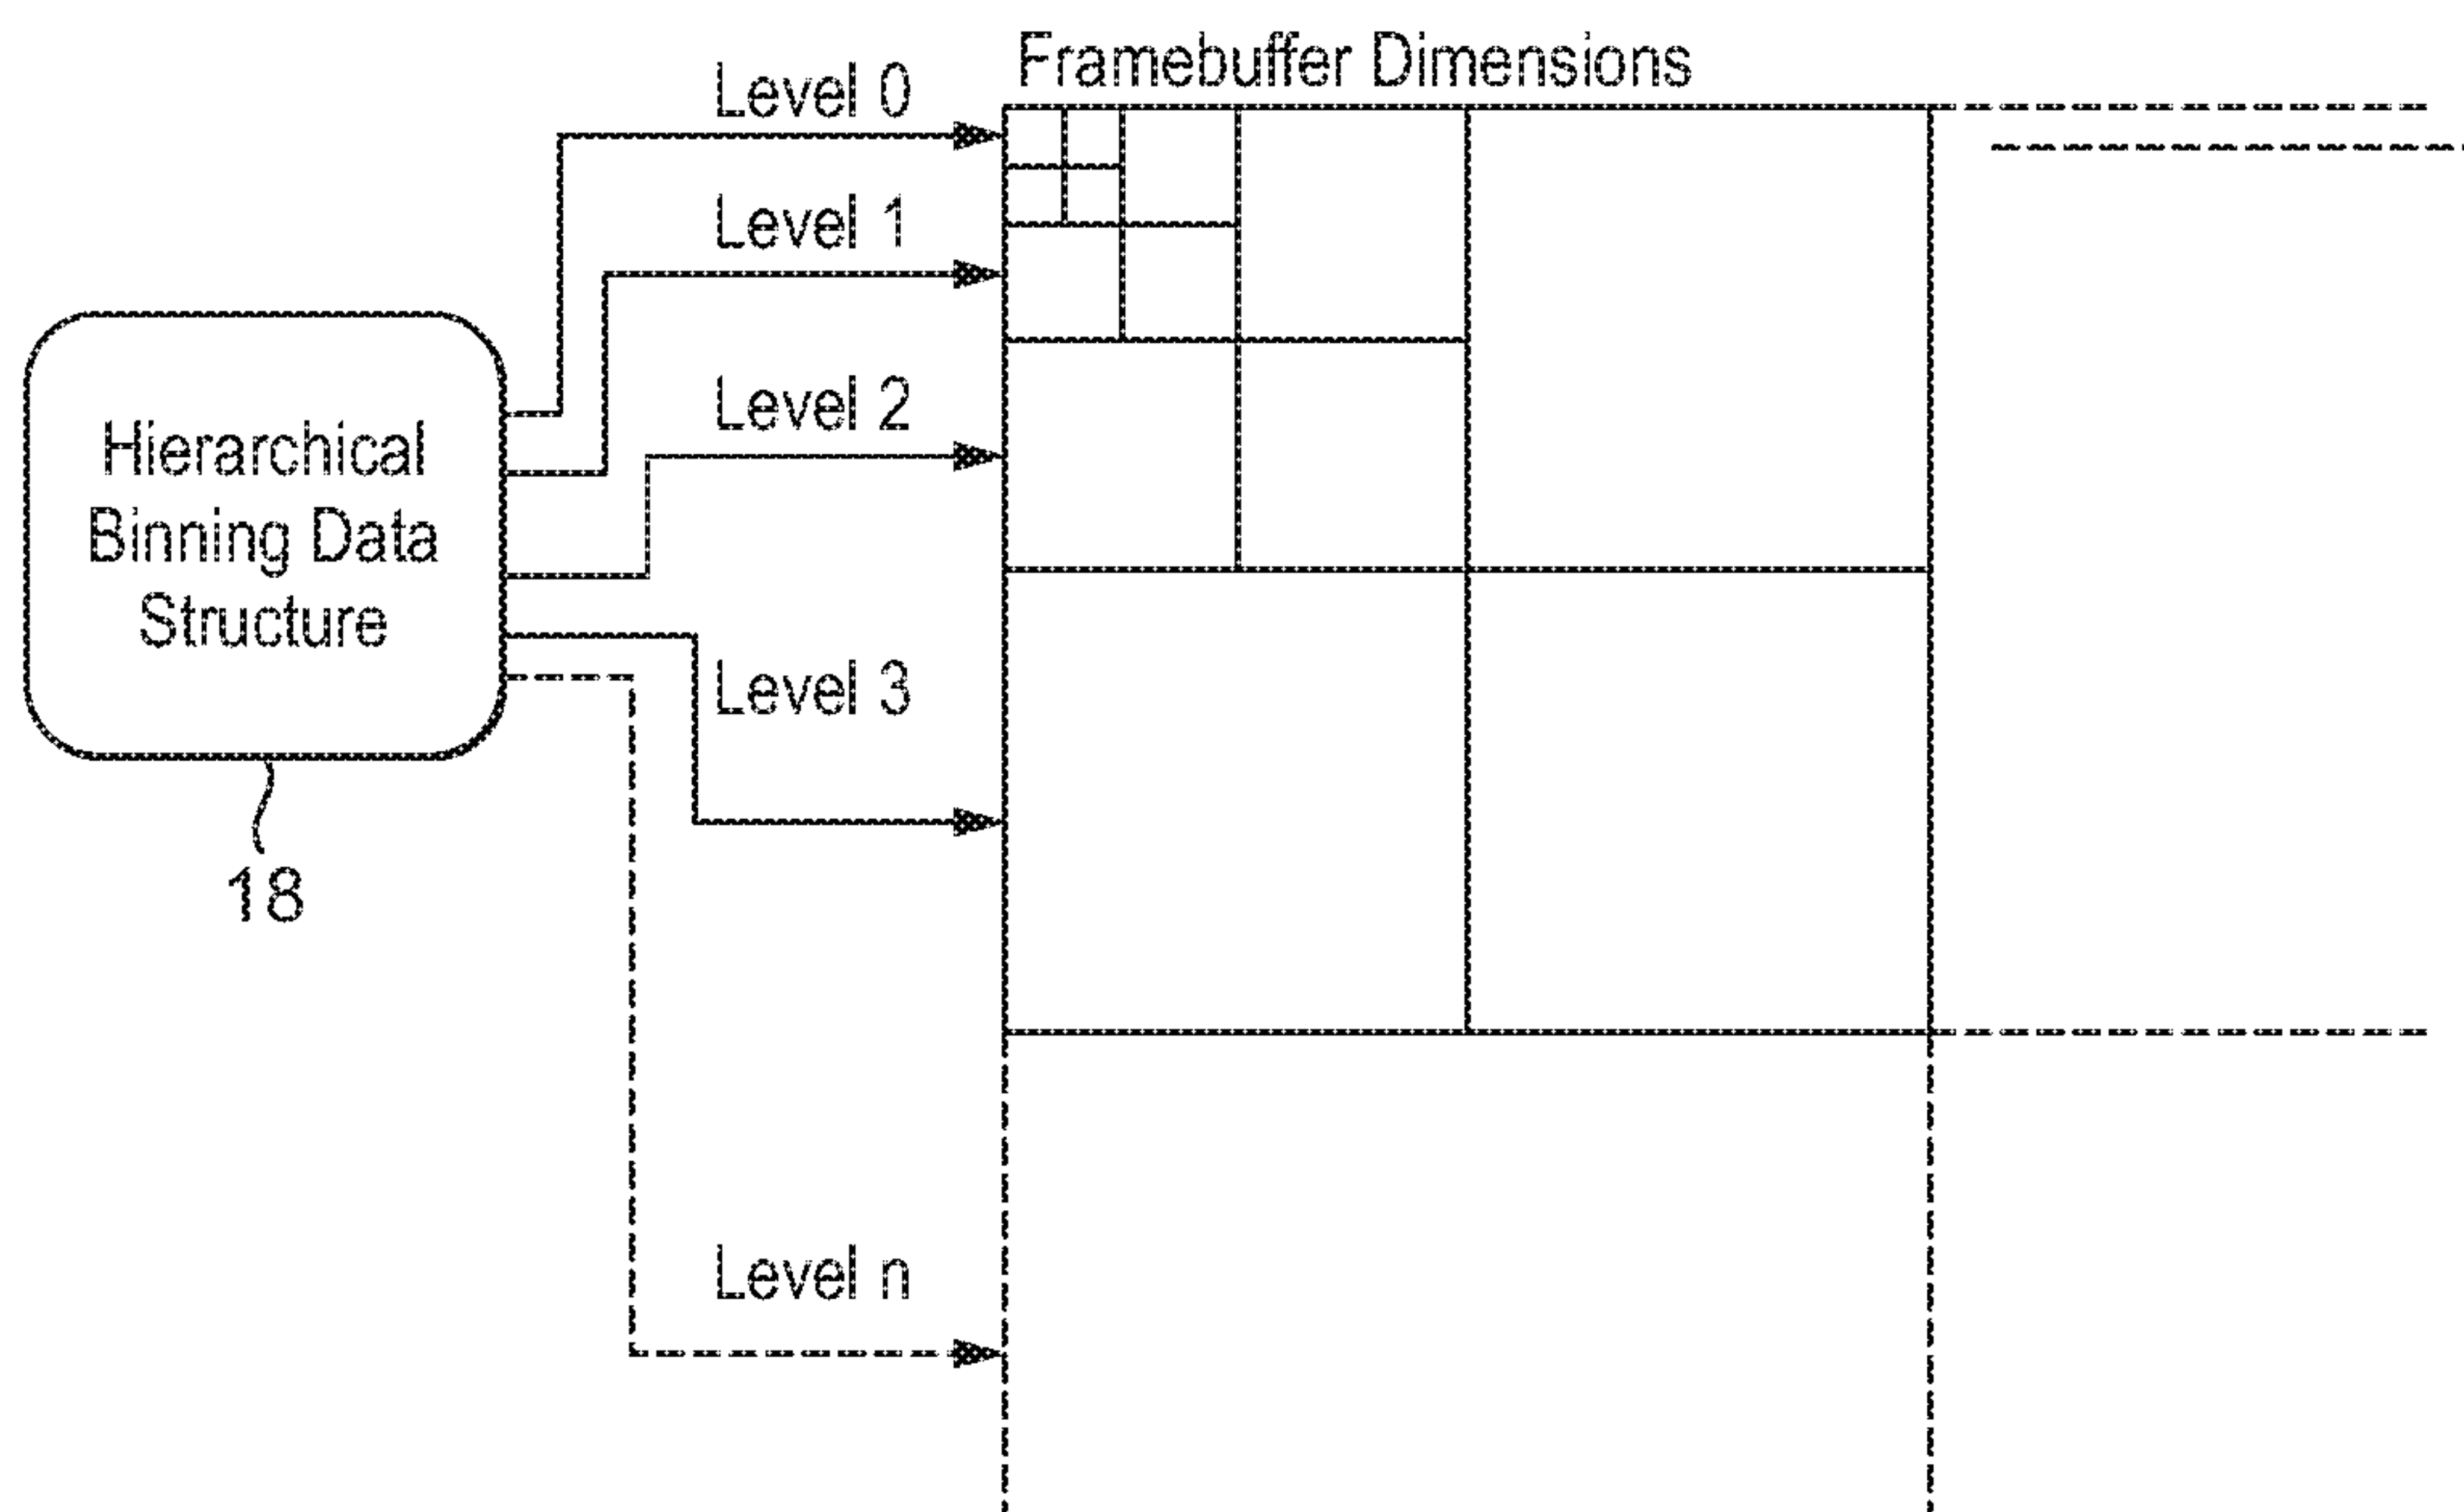 Framebuffer Dimensions
Level 0
Level 1
Level 2
Hierarchical
Binning Data
Structure
Level 3
18
Level n